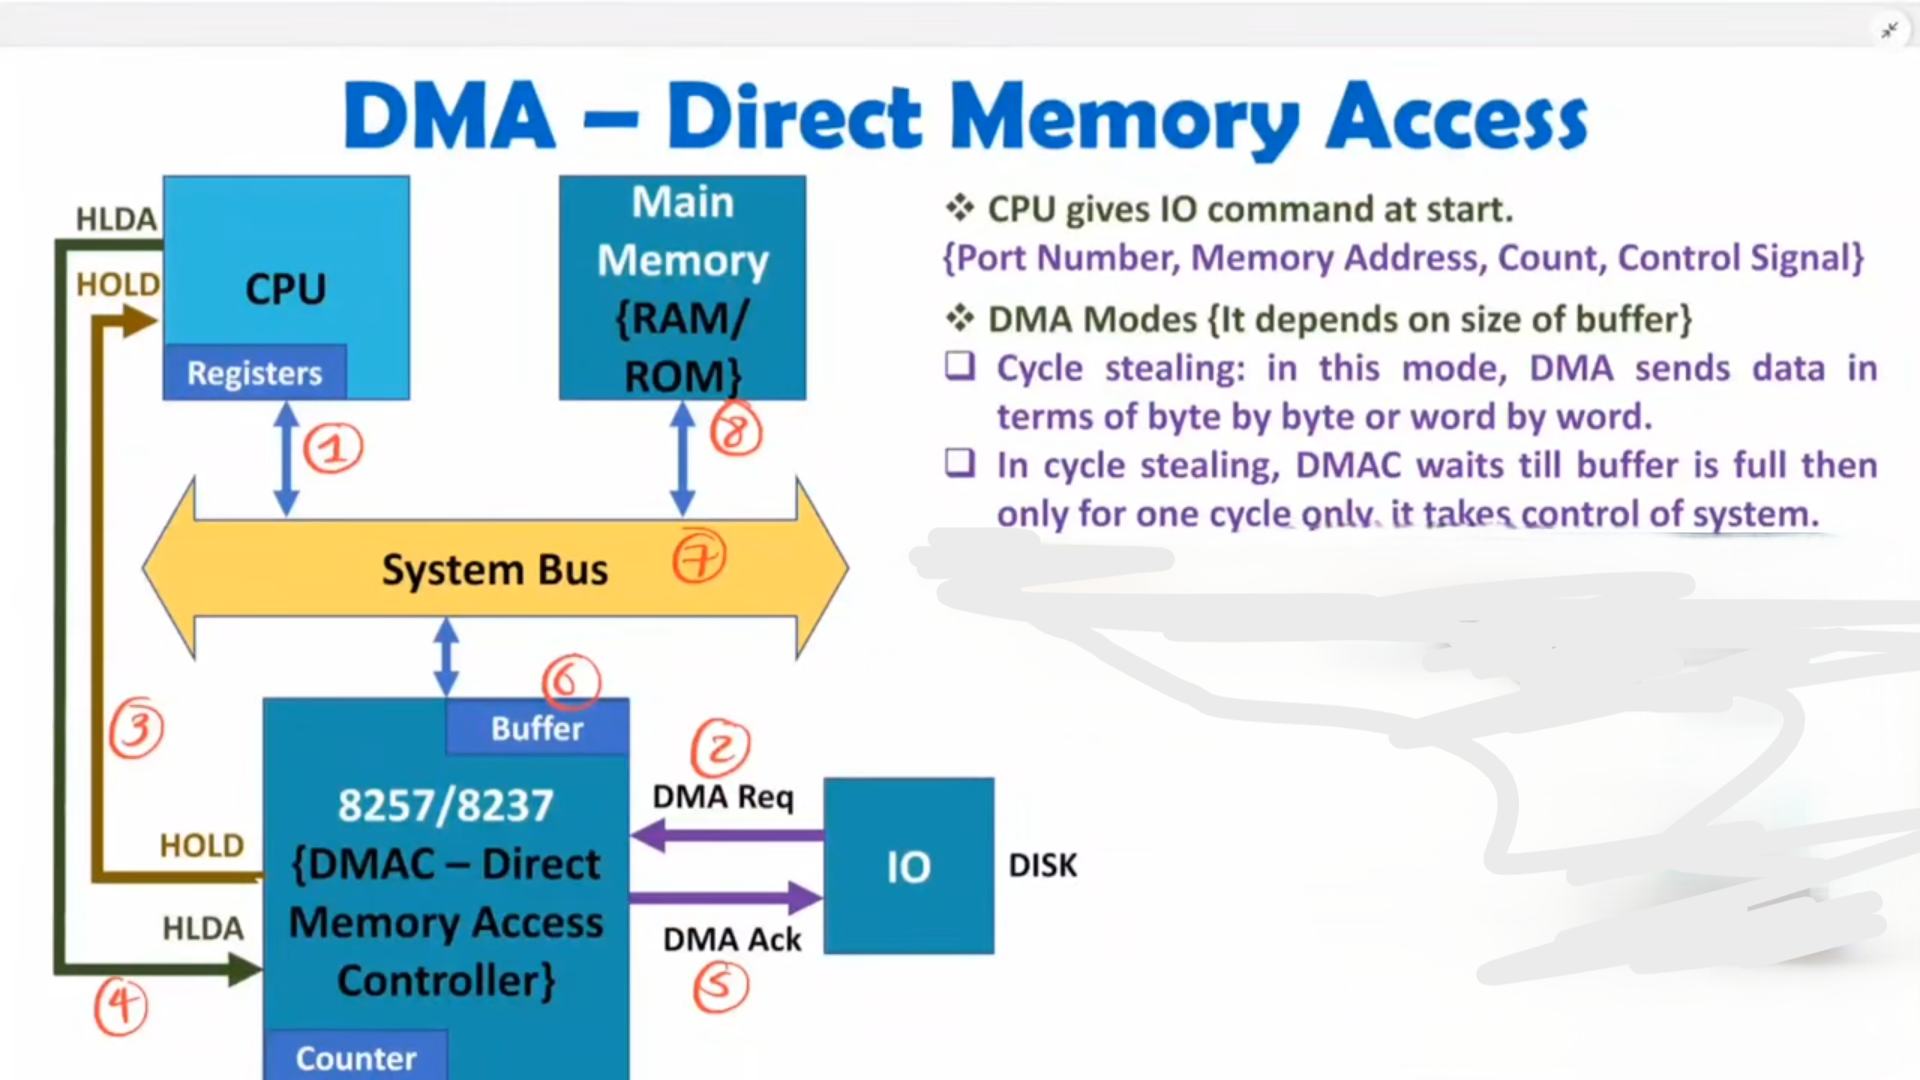 DMA – Direct Memory Access
HLDA
HOLD
CPU
Registers
①
Main
Memory
{RAM/
ROM}
⑧
System Bus
⑦
③
⑥
Buffer
8257/8237
{DMAC – Direct
Memory Access
Controller}
Counter
HOLD
HLDA
④
②
DMA Req
DMA Ack
⑤
IO
DISK
❖ CPU gives IO command at start.
{Port Number, Memory Address, Count, Control Signal}
❖ DMA Modes {It depends on size of buffer}
❑ Cycle stealing: in this mode, DMA sends data in
terms of byte by byte or word by word.
❑ In cycle stealing, DMAC waits till buffer is full then
only for one cycle only, it takes control of system.